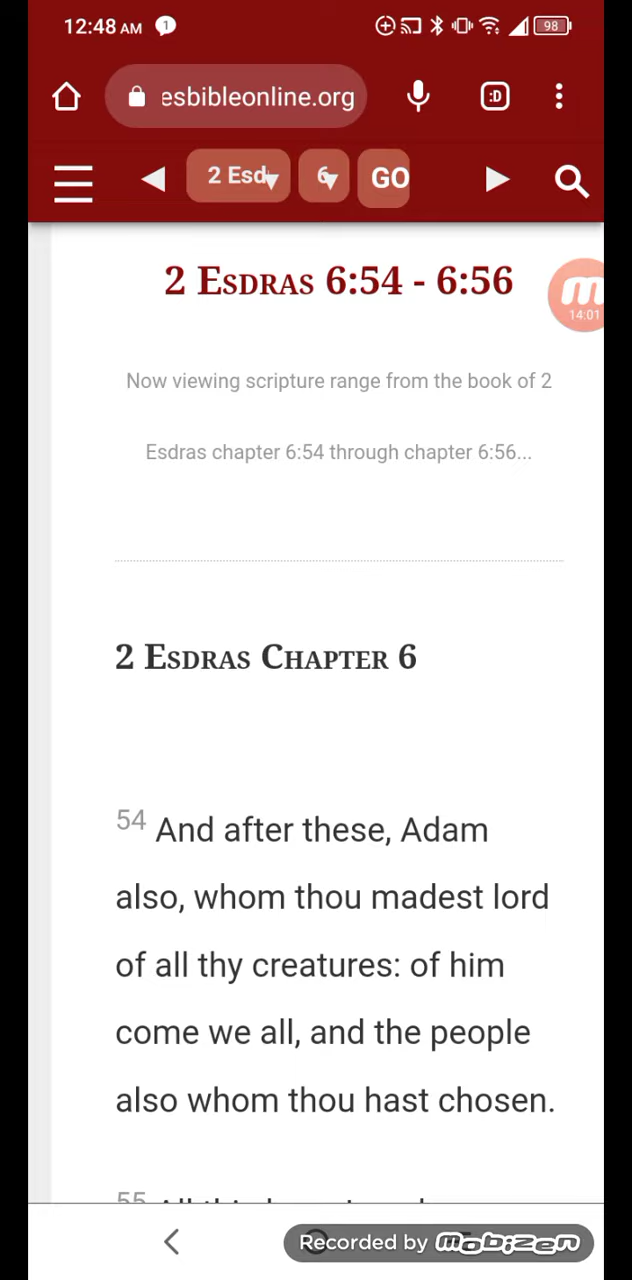 12:48 AM 1 98
esbibleonline.org :D
2 Esd 6 GO
2 Esdras 6:54 - 6:56
14:01
Now viewing scripture range from the book of 2
Esdras chapter 6:54 through chapter 6:56...
2 Esdras Chapter 6
54 And after these, Adam
also, whom thou madest lord
of all thy creatures: of him
come we all, and the people
also whom thou hast chosen.
55
Recorded by mobizen